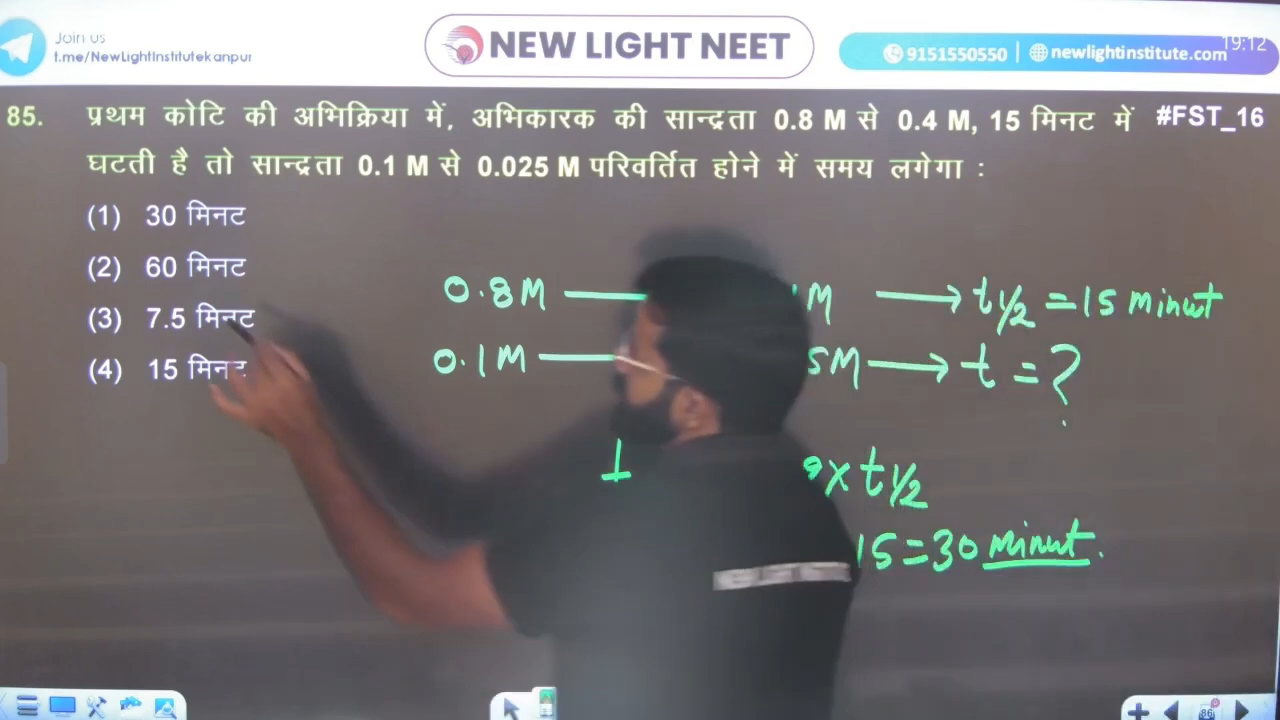 Join us
t.me/NewLightInstitutekanpur
NEW LIGHT NEET
9151550550 | newlightinstitute.com
19:12
85. प्रथम कोटि की अभिक्रिया में, अभिकारक की सान्द्रता 0.8 M से 0.4 M, 15 मिनट में #FST_16
घटती है तो सान्द्रता 0.1 M से 0.025 M परिवर्तित होने में समय लगेगा :
(1) 30 मिनट
(2) 60 मिनट
(3) 7.5 मिनट
(4) 15 मिनट
0.8M M → t1/2 = 15 minut
0.1M 5M → t = ?
x t1/2
15 = 30 minut.
86